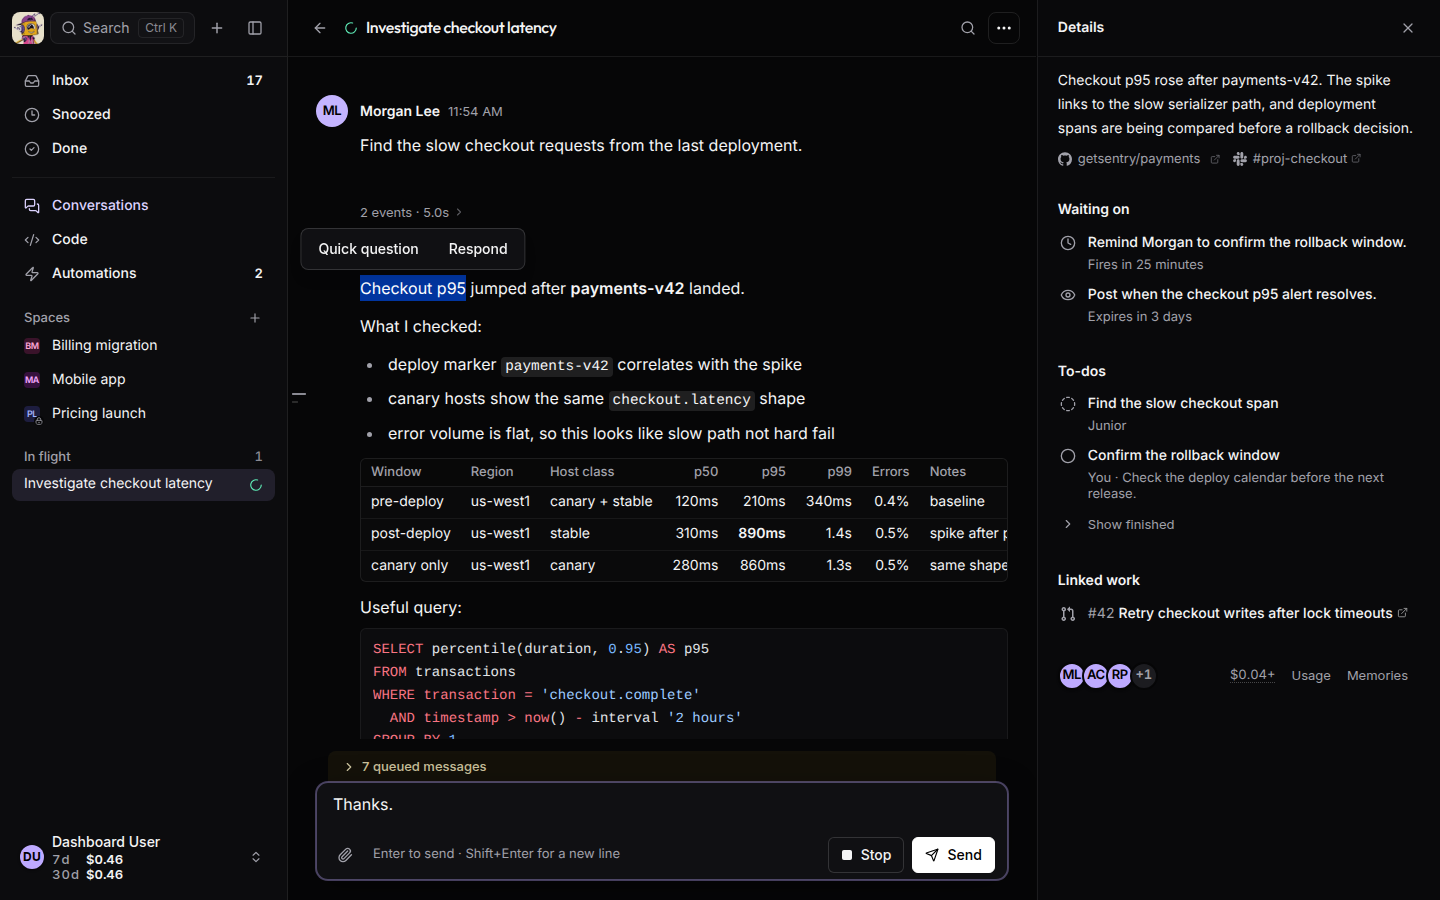 Search Ctrl K
Inbox 17
Snoozed
Done
Conversations
Code
Automations 2
Spaces
BM Billing migration
MA Mobile app
PL Pricing launch
In flight 1
Investigate checkout latency
DU Dashboard User
7d $0.46
30d $0.46
Investigate checkout latency
ML Morgan Lee 11:54 AM
Find the slow checkout requests from the last deployment.
2 events · 5.0s
Quick question Respond
Checkout p95 jumped after payments-v42 landed.
What I checked:
• deploy marker payments-v42 correlates with the spike
• canary hosts show the same checkout.latency shape
• error volume is flat, so this looks like slow path not hard fail
Window Region Host class p50 p95 p99 Errors Notes
pre-deploy us-west1 canary + stable 120ms 210ms 340ms 0.4% baseline
post-deploy us-west1 stable 310ms 890ms 1.4s 0.5% spike after
canary only us-west1 canary 280ms 860ms 1.3s 0.5% same shape
Useful query:
SELECT percentile(duration, 0.95) AS p95
FROM transactions
WHERE transaction = 'checkout.complete'
AND timestamp > now() - interval '2 hours'
GROUP BY 1
7 queued messages
Thanks.
Enter to send · Shift+Enter for a new line
Stop Send
Details
Checkout p95 rose after payments-v42. The spike
links to the slow serializer path, and deployment
spans are being compared before a rollback decision.
getsentry/payments #proj-checkout
Waiting on
Remind Morgan to confirm the rollback window.
Fires in 25 minutes
Post when the checkout p95 alert resolves.
Expires in 3 days
To-dos
Find the slow checkout span
Junior
Confirm the rollback window
You · Check the deploy calendar before the next
release.
Show finished
Linked work
#42 Retry checkout writes after lock timeouts
ML AC RP +1 $0.04+ Usage Memories